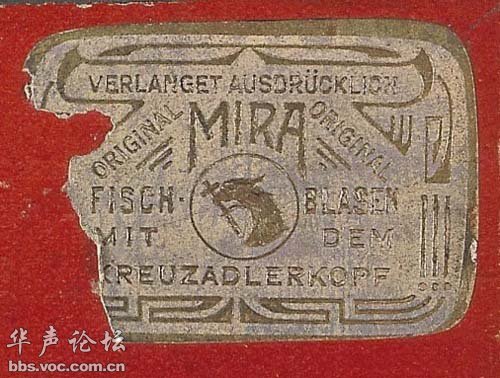 VERLANGET AUSDRÜCKLICH
ORIGINAL MIRA ORIGINAL
FISCH- BLASEN
MIT DEM
KREUZADLERKOPF
华声论坛
bbs.voc.com.cn